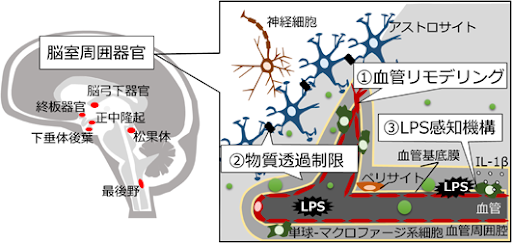 脳室周囲器官
脳弓下器官
終板器官
正中隆起
下垂体後葉
松果体
最後野
神経細胞
アストロサイト
①血管リモデリング
②物質透過制限
③LPS感知機構
血管基底膜
IL-1β
ペリサイト
LPS
LPS
血管
単球-マクロファージ系細胞
血管周囲腔